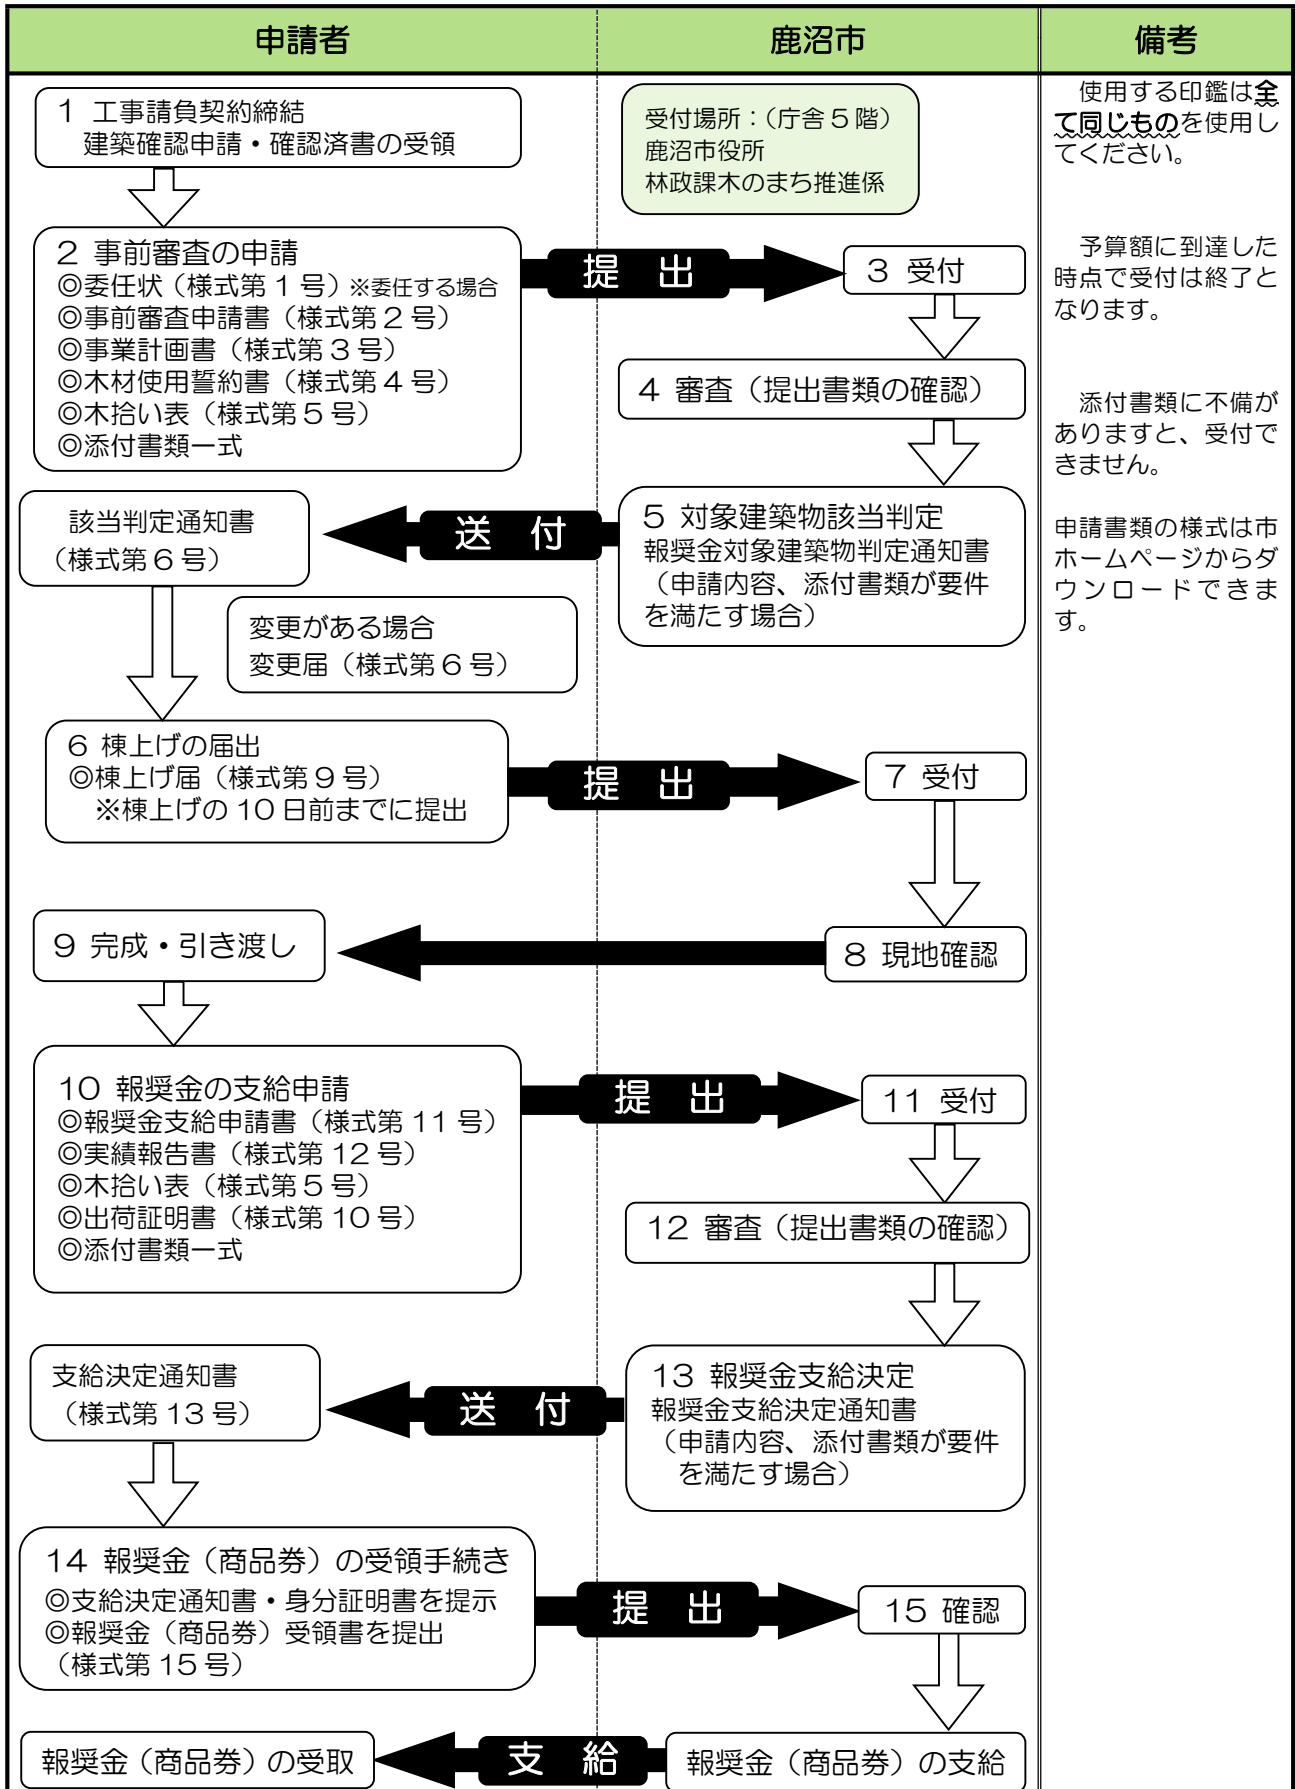 申請者
鹿沼市
備考
1 工事請負契約締結
建築確認申請・確認済書の受領
受付場所：（庁舎5階）
鹿沼市役所
林政課木のまち推進係
使用する印鑑は全
て同じものを使用し
てください。
2 事前審査の申請
◎委任状（様式第1号）※委任する場合
◎事前審査申請書（様式第2号）
◎事業計画書（様式第3号）
◎木材使用誓約書（様式第4号）
◎木拾い表（様式第5号）
◎添付書類一式
提 出
3 受付
予算額に到達した
時点で受付は終了と
なります。
4 審査（提出書類の確認）
添付書類に不備が
ありますと、受付で
きません。
該当判定通知書
（様式第6号）
送 付
5 対象建築物該当判定
報奨金対象建築物判定通知書
（申請内容、添付書類が要件
を満たす場合）
申請書類の様式は市
ホームページからダ
ウンロードできま
す。
変更がある場合
変更届（様式第6号）
6 棟上げの届出
◎棟上げ届（様式第9号）
※棟上げの10日前までに提出
提 出
7 受付
9 完成・引き渡し
8 現地確認
10 報奨金の支給申請
◎報奨金支給申請書（様式第11号）
◎実績報告書（様式第12号）
◎木拾い表（様式第5号）
◎出荷証明書（様式第10号）
◎添付書類一式
提 出
11 受付
12 審査（提出書類の確認）
支給決定通知書
（様式第13号）
送 付
13 報奨金支給決定
報奨金支給決定通知書
（申請内容、添付書類が要件
を満たす場合）
14 報奨金（商品券）の受領手続き
◎支給決定通知書・身分証明書を提示
◎報奨金（商品券）受領書を提出
（様式第15号）
提 出
15 確認
報奨金（商品券）の受取
支 給
報奨金（商品券）の支給